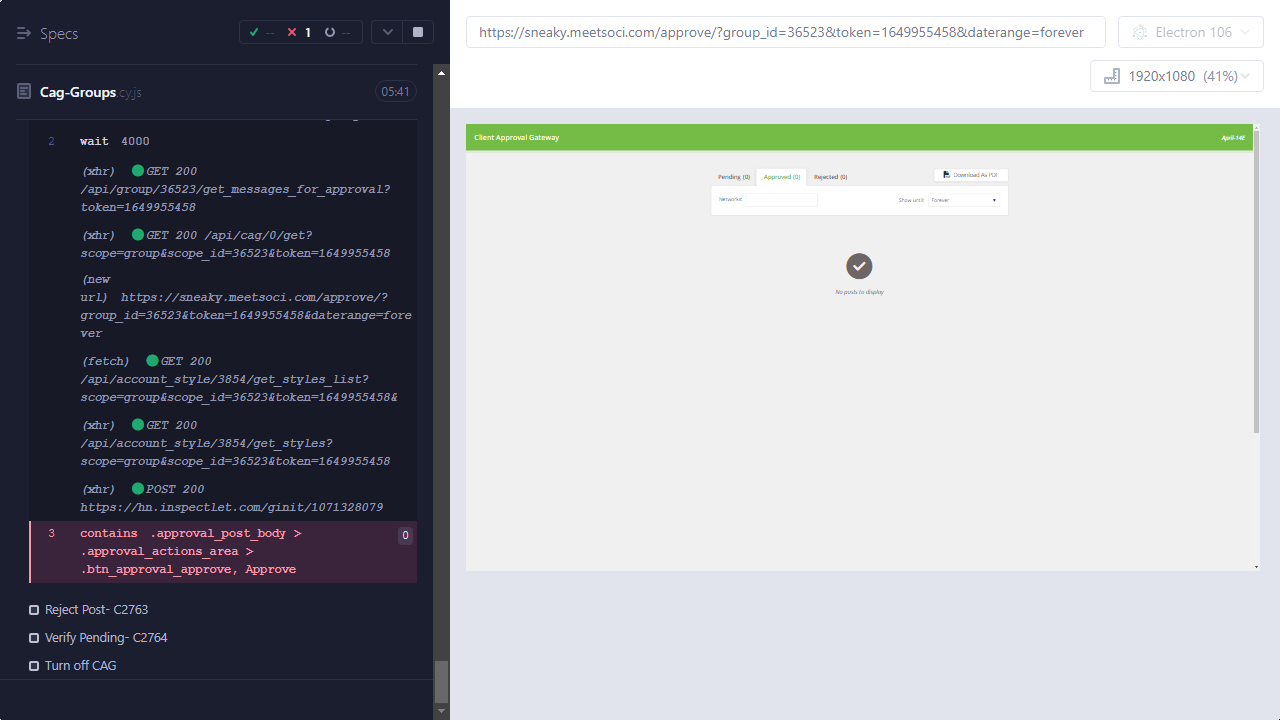 Specs
-- 1 --
Cag-Groups.cy.js 05:41
2 wait 4000
(xhr) GET 200
/group/36523/get_messages_for_approval?
token=1649955458
(xhr) GET 200 /api/cag/0/get?
scope=group&scope_id=36523&token=1649955458
(new
url) https://sneaky.meetsoci.com/approve/?
group_id=36523&token=1649955458&daterange=fore
ver
(fetch) GET 200
/api/account_style/3854/get_styles_list?
scope=group&scope_id=36523&token=1649955458&
(xhr) GET 200
/api/account_style/3854/get_styles?
scope=group&scope_id=36523&token=1649955458
(xhr) POST 200
https://hn.inspectlet.com/ginit/1071328079
3 contains .approval_post_body > 0
.approval_actions_area >
.btn_approval_approve, Approve
Reject Post- C2763
Verify Pending- C2764
Turn off CAG
https://sneaky.meetsoci.com/approve/?group_id=36523&token=1649955458&daterange=forever
Electron 106
1920x1080 (41%)
Client Approval Gateway
Pending (0) Approved (0) Rejected (0) Download As PDF
Networks: Show until: Forever
No posts to display